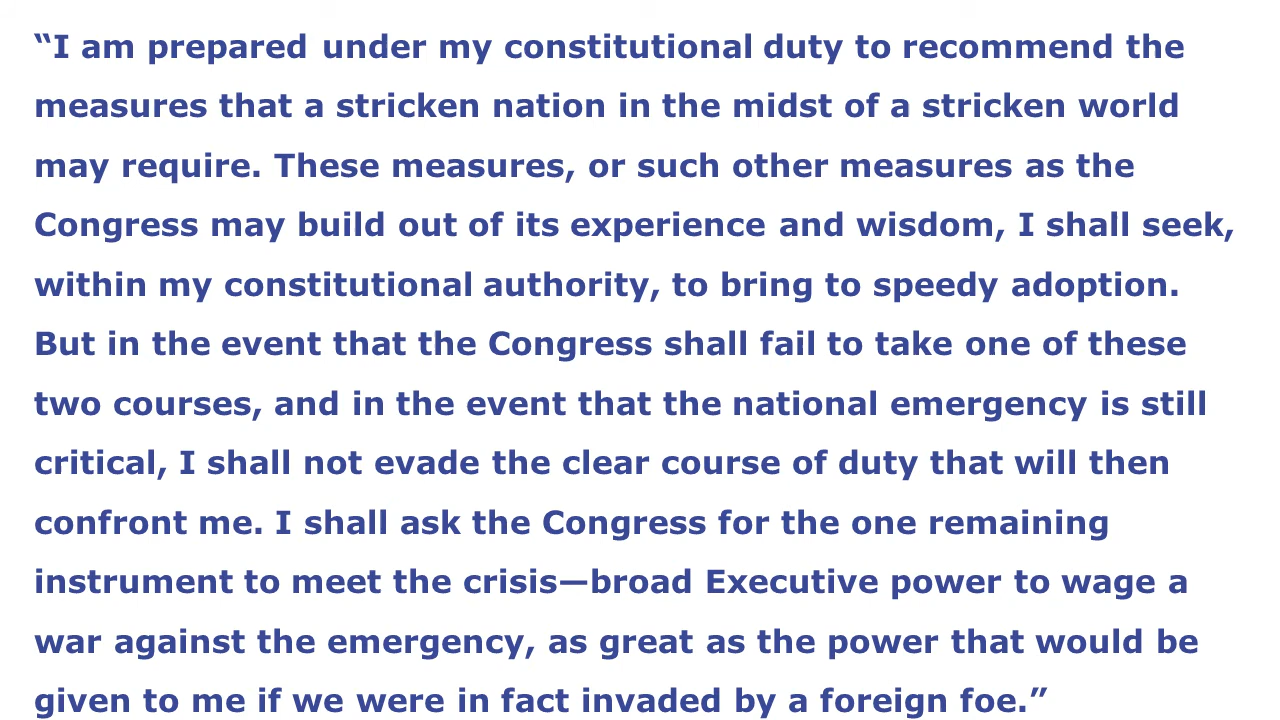 “I am prepared under my constitutional duty to recommend the
measures that a stricken nation in the midst of a stricken world
may require. These measures, or such other measures as the
Congress may build out of its experience and wisdom, I shall seek,
within my constitutional authority, to bring to speedy adoption.
But in the event that the Congress shall fail to take one of these
two courses, and in the event that the national emergency is still
critical, I shall not evade the clear course of duty that will then
confront me. I shall ask the Congress for the one remaining
instrument to meet the crisis—broad Executive power to wage a
war against the emergency, as great as the power that would be
given to me if we were in fact invaded by a foreign foe.”